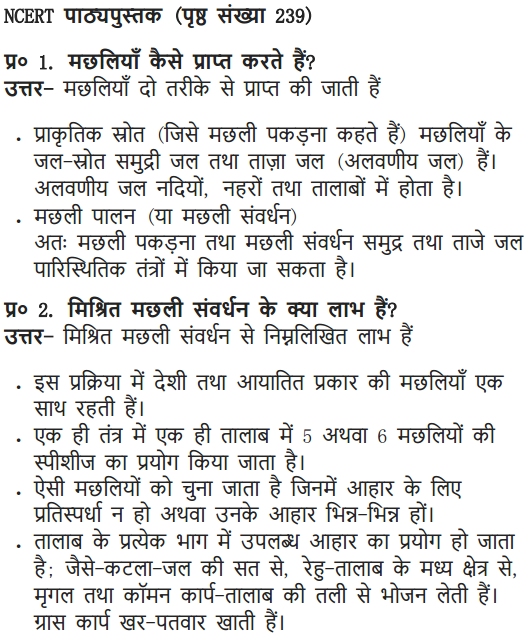 NCERT पाठ्यपुस्तक (पृष्ठ संख्या 239)
प्र० 1. मछलियाँ कैसे प्राप्त करते हैं?
उत्तर- मछलियाँ दो तरीके से प्राप्त की जाती हैं
• प्राकृतिक स्रोत (जिसे मछली पकड़ना कहते हैं) मछलियाँ के
जल-स्रोत समुद्री जल तथा ताज़ा जल (अलवणीय जल) हैं।
अलवणीय जल नदियों, नहरों तथा तालाबों में होता है।
• मछली पालन (या मछली संवर्धन)
अतः मछली पकड़ना तथा मछली संवर्धन समुद्र तथा ताजे जल
पारिस्थितिक तंत्रों में किया जा सकता है।
प्र० 2. मिश्रित मछली संवर्धन के क्या लाभ हैं?
उत्तर- मिश्रित मछली संवर्धन से निम्नलिखित लाभ हैं
• इस प्रक्रिया में देशी तथा आयातित प्रकार की मछलियाँ एक
साथ रहती हैं।
• एक ही तंत्र में एक ही तालाब में 5 अथवा 6 मछलियों की
स्पीशीज का प्रयोग किया जाता है।
• ऐसी मछलियों को चुना जाता है जिनमें आहार के लिए
प्रतिस्पर्धा न हो अथवा उनके आहार भिन्न-भिन्न हों।
• तालाब के प्रत्येक भाग में उपलब्ध आहार का प्रयोग हो जाता
है; जैसे-कटला-जल की सत से, रेहु-तालाब के मध्य क्षेत्र से,
मृगल तथा कॉमन कार्प-तालाब की तली से भोजन लेती हैं।
ग्रास कार्प खर-पतवार खाती हैं।